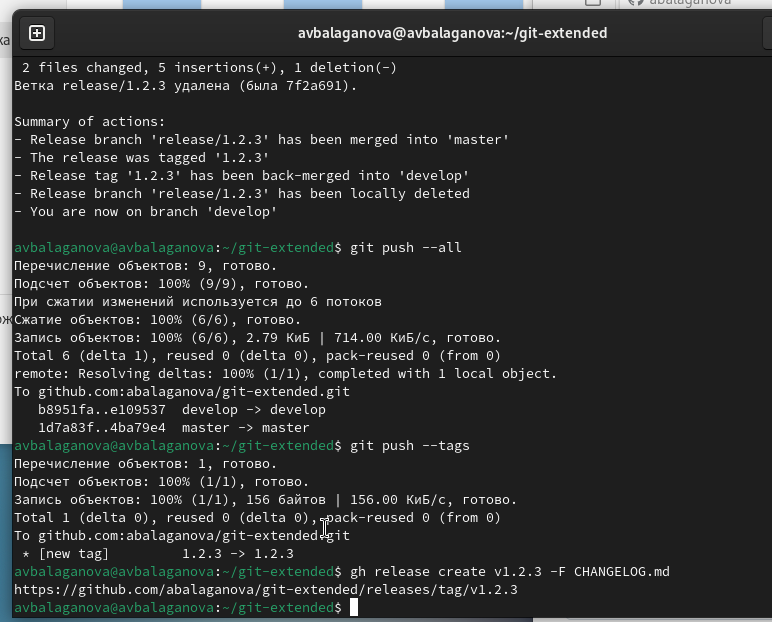 abalaganova
avbalaganova@avbalaganova:~/git-extended
2 files changed, 5 insertions(+), 1 deletion(-)
Ветка release/1.2.3 удалена (была 7f2a691).
Summary of actions:
- Release branch 'release/1.2.3' has been merged into 'master'
- The release was tagged '1.2.3'
- Release tag '1.2.3' has been back-merged into 'develop'
- Release branch 'release/1.2.3' has been locally deleted
- You are now on branch 'develop'
avbalaganova@avbalaganova:~/git-extended$ git push --all
Перечисление объектов: 9, готово.
Подсчет объектов: 100% (9/9), готово.
При сжатии изменений используется до 6 потоков
Сжатие объектов: 100% (6/6), готово.
Запись объектов: 100% (6/6), 2.79 КиБ | 714.00 КиБ/с, готово.
Total 6 (delta 1), reused 0 (delta 0), pack-reused 0 (from 0)
remote: Resolving deltas: 100% (1/1), completed with 1 local object.
To github.com:abalaganova/git-extended.git
b8951fa..e109537  develop -> develop
1d7a83f..4ba79e4  master -> master
avbalaganova@avbalaganova:~/git-extended$ git push --tags
Перечисление объектов: 1, готово.
Подсчет объектов: 100% (1/1), готово.
Запись объектов: 100% (1/1), 156 байтов | 156.00 КиБ/с, готово.
Total 1 (delta 0), reused 0 (delta 0), pack-reused 0 (from 0)
To github.com:abalaganova/git-extended.git
* [new tag]         1.2.3 -> 1.2.3
avbalaganova@avbalaganova:~/git-extended$ gh release create v1.2.3 -F CHANGELOG.md
https://github.com/abalaganova/git-extended/releases/tag/v1.2.3
avbalaganova@avbalaganova:~/git-extended$